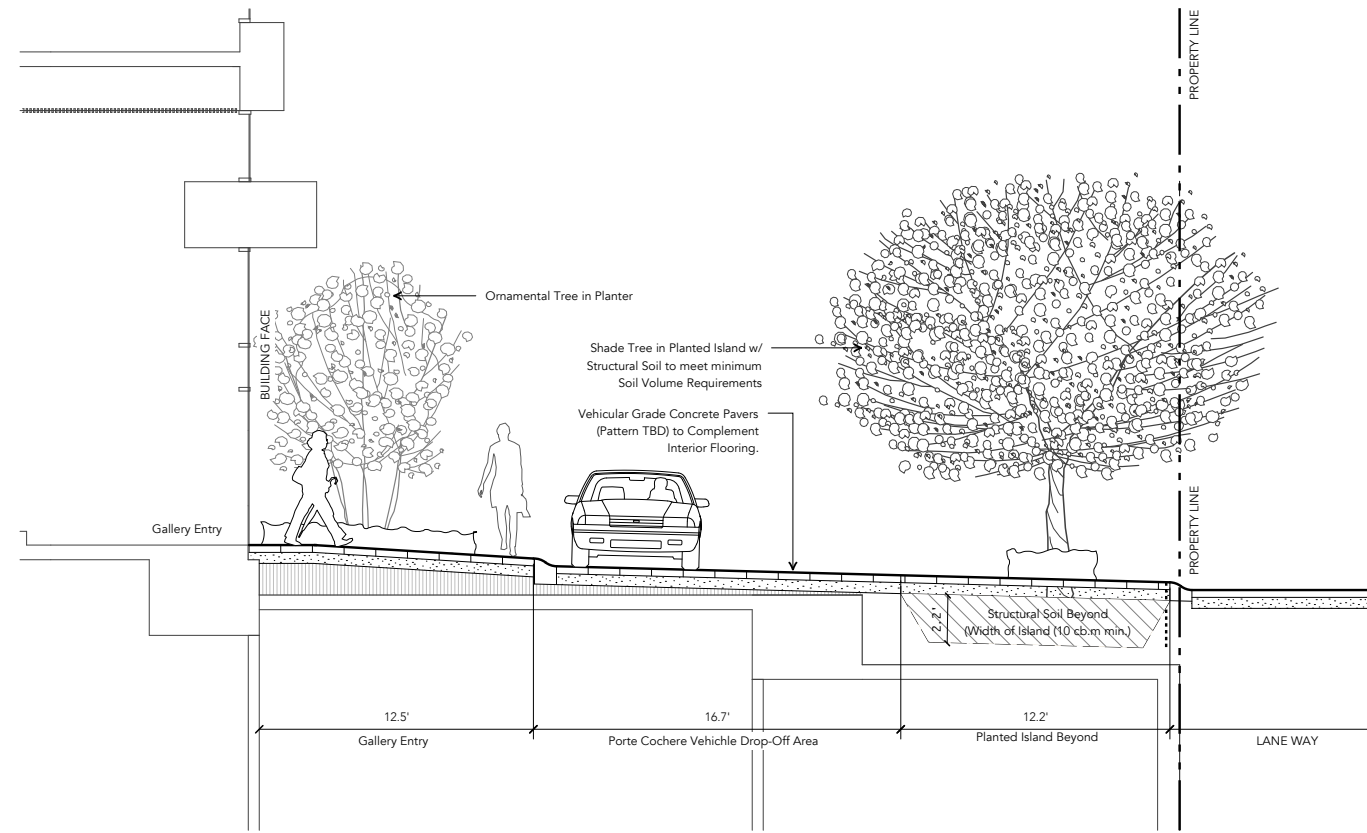 PROPERTY LINE
Ornamental Tree in Planter
BUILDING FACE
Shade Tree in Planted Island w/
Structural Soil to meet minimum
Soil Volume Requirements
Vehicular Grade Concrete Pavers
(Pattern TBD) to Complement
Interior Flooring.
Gallery Entry
PROPERTY LINE
2.2'
Structural Soil Beyond
(Width of Island (10 cb.m min.)
12.5'
Gallery Entry
16.7'
Porte Cochere Vehichle Drop-Off Area
12.2'
Planted Island Beyond
LANE WAY